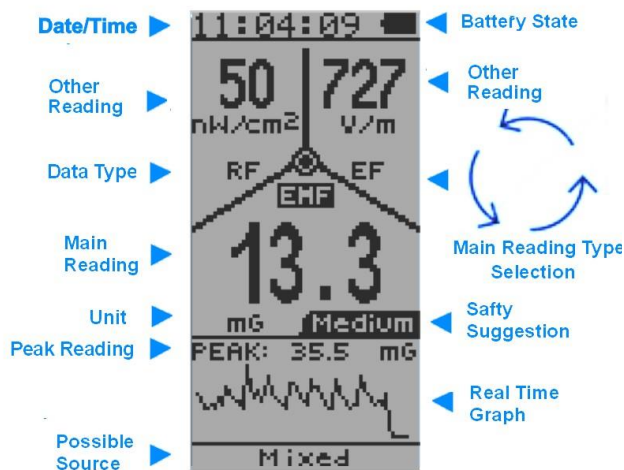 Date/Time
11:04:09
Battery State
Other
Reading
50
nW/cm2
727
V/m
Other
Reading
Data Type
RF
EF
EMF
Main Reading Type
Selection
Main
Reading
13.3
Unit
mG
Medium
Safty
Suggestion
Peak Reading
PEAK: 35.5 mG
Real Time
Graph
Possible
Source
Mixed